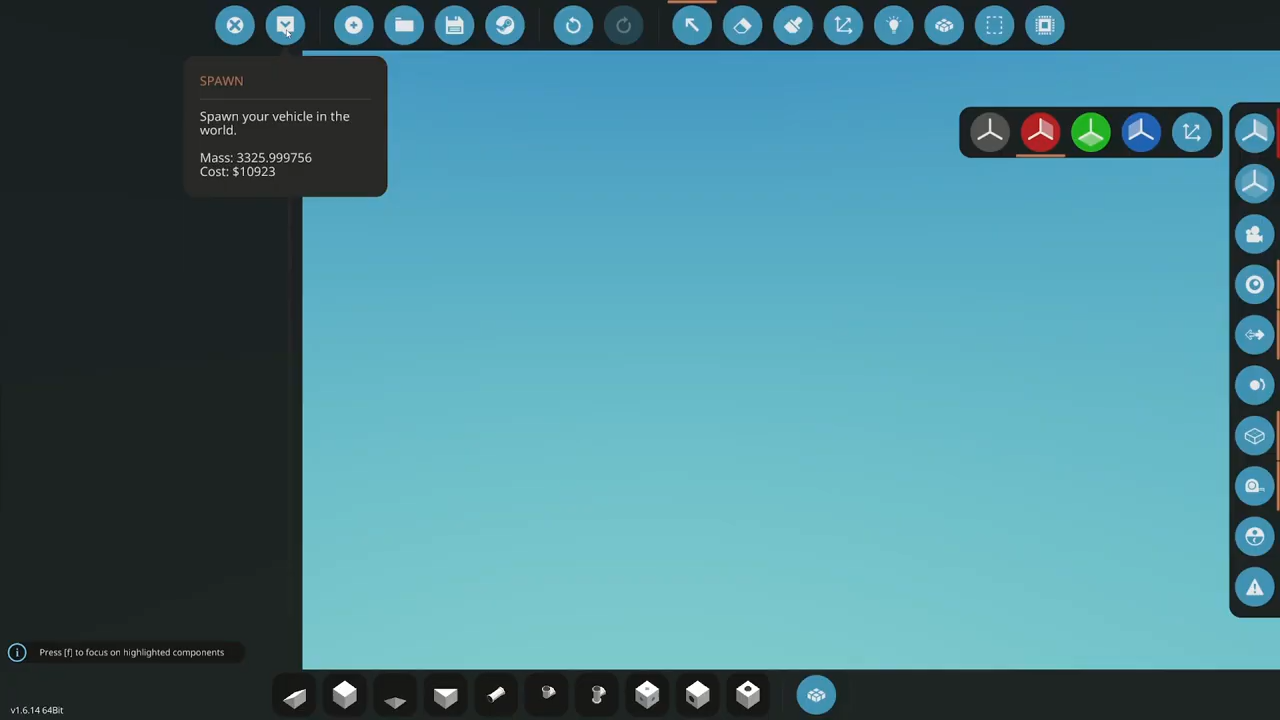 SPAWN
Spawn your vehicle in the
world.
Mass: 3325.999756
Cost: $10923
Press [f] to focus on highlighted components
v1.6.14 64Bit